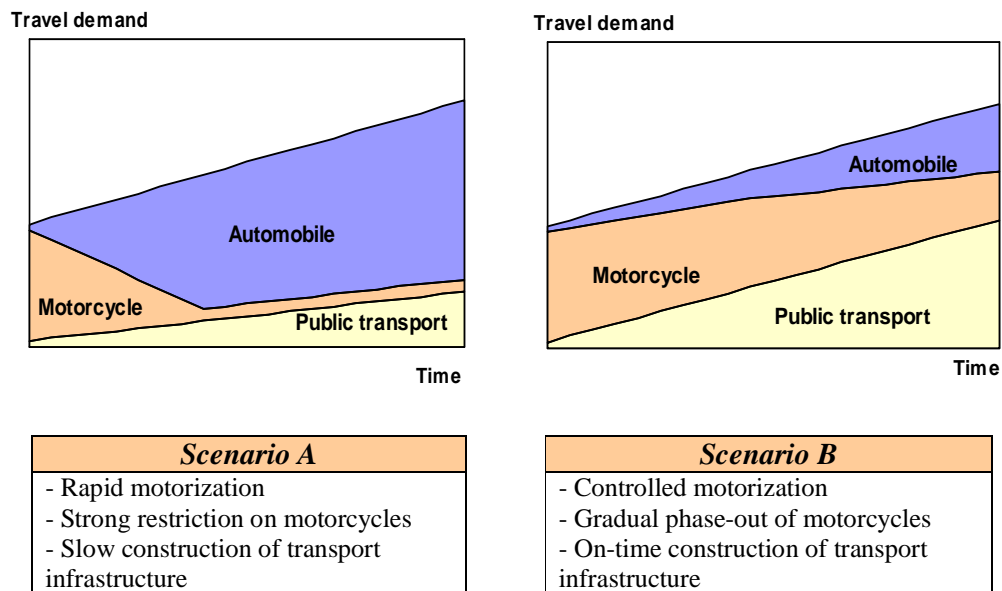 Travel demand
Automobile
Motorcycle
Public transport
Time
Travel demand
Automobile
Motorcycle
Public transport
Time
Scenario A
- Rapid motorization
- Strong restriction on motorcycles
- Slow construction of transport
infrastructure
Scenario B
- Controlled motorization
- Gradual phase-out of motorcycles
- On-time construction of transport
infrastructure